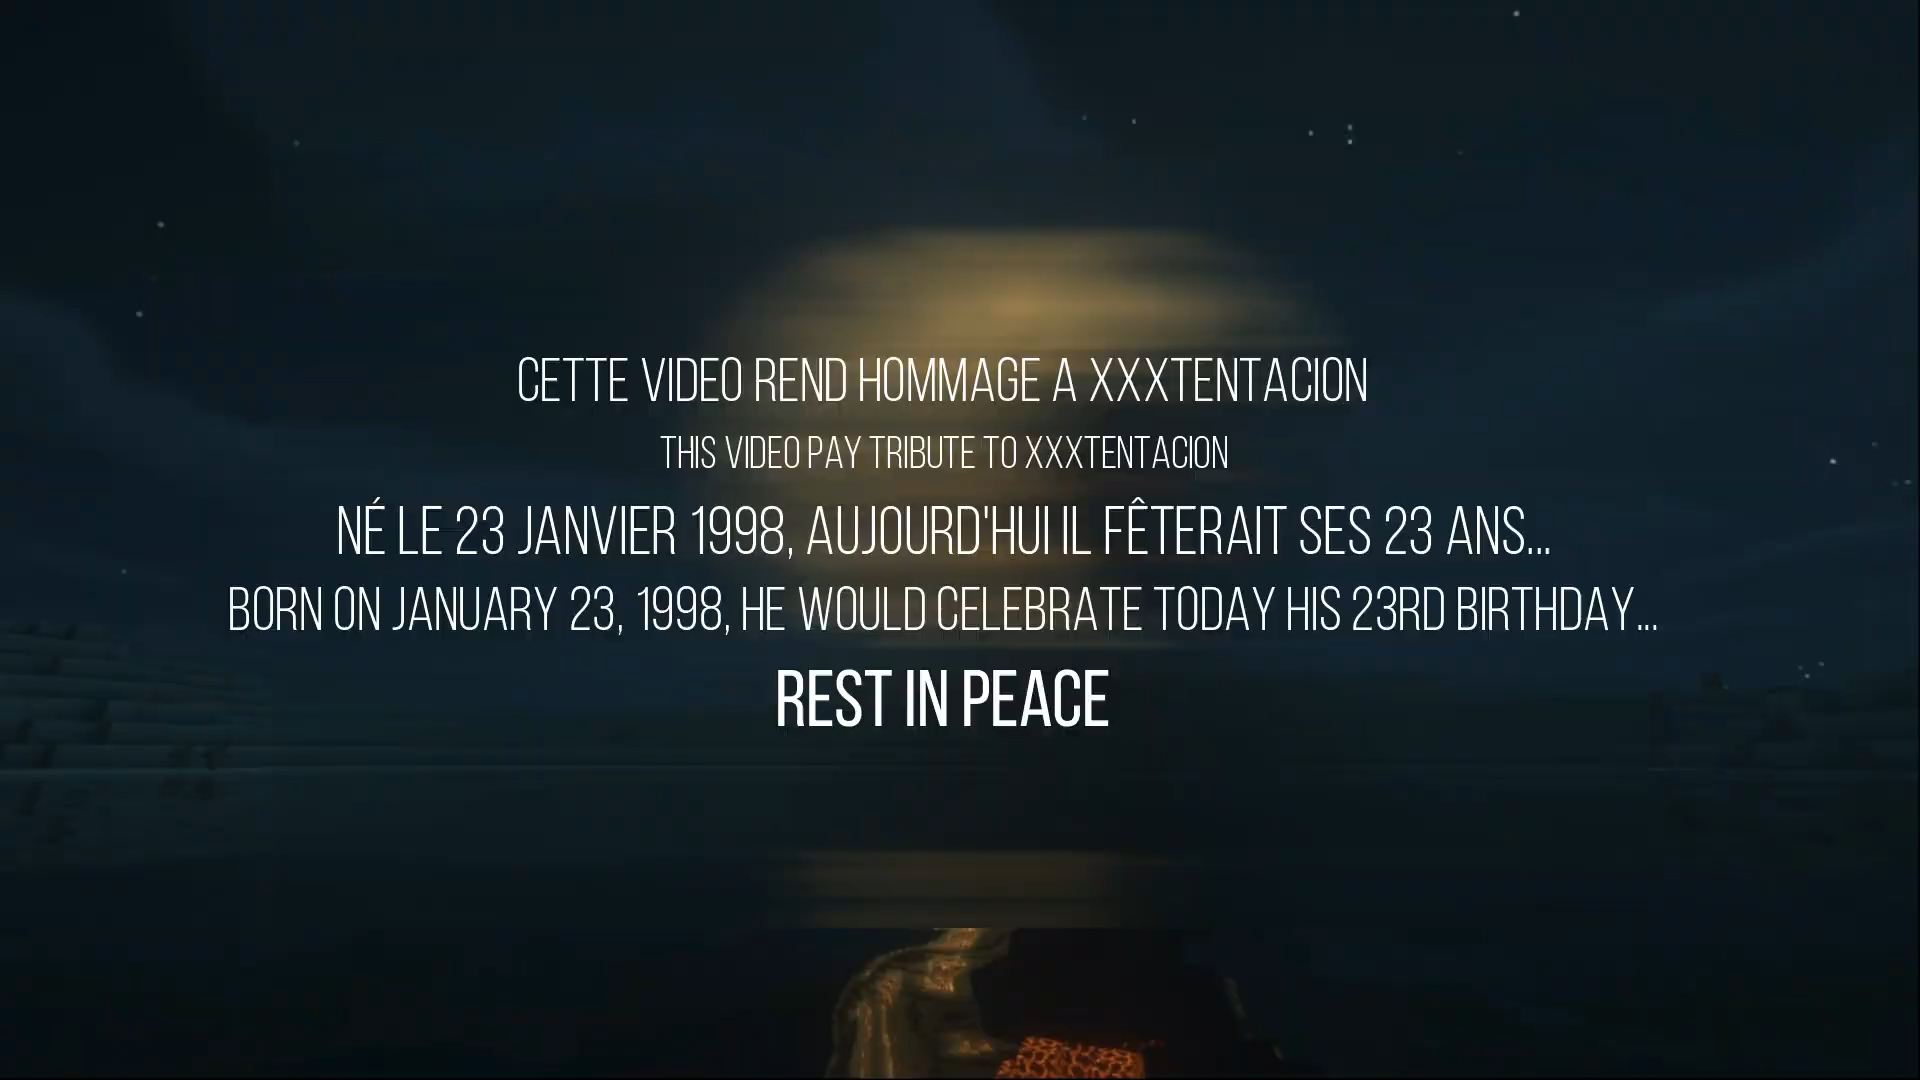 CETTE VIDEO REND HOMMAGE A XXXTENTACION
THIS VIDEO PAY TRIBUTE TO XXXTENTACION
NÉ LE 23 JANVIER 1998, AUJOURD'HUI IL FÊTERAIT SES 23 ANS...
BORN ON JANUARY 23, 1998, HE WOULD CELEBRATE TODAY HIS 23RD BIRTHDAY...
REST IN PEACE